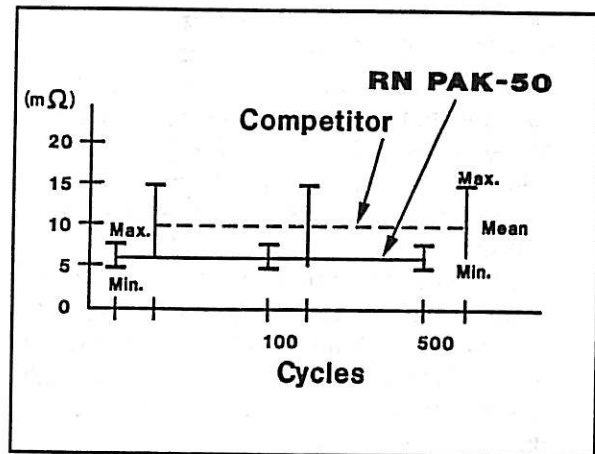 RN PAK-50
(mΩ)
Competitor
20
15
Max.
10
Max.
Mean
5
Min.
Min.
0
100
500
Cycles